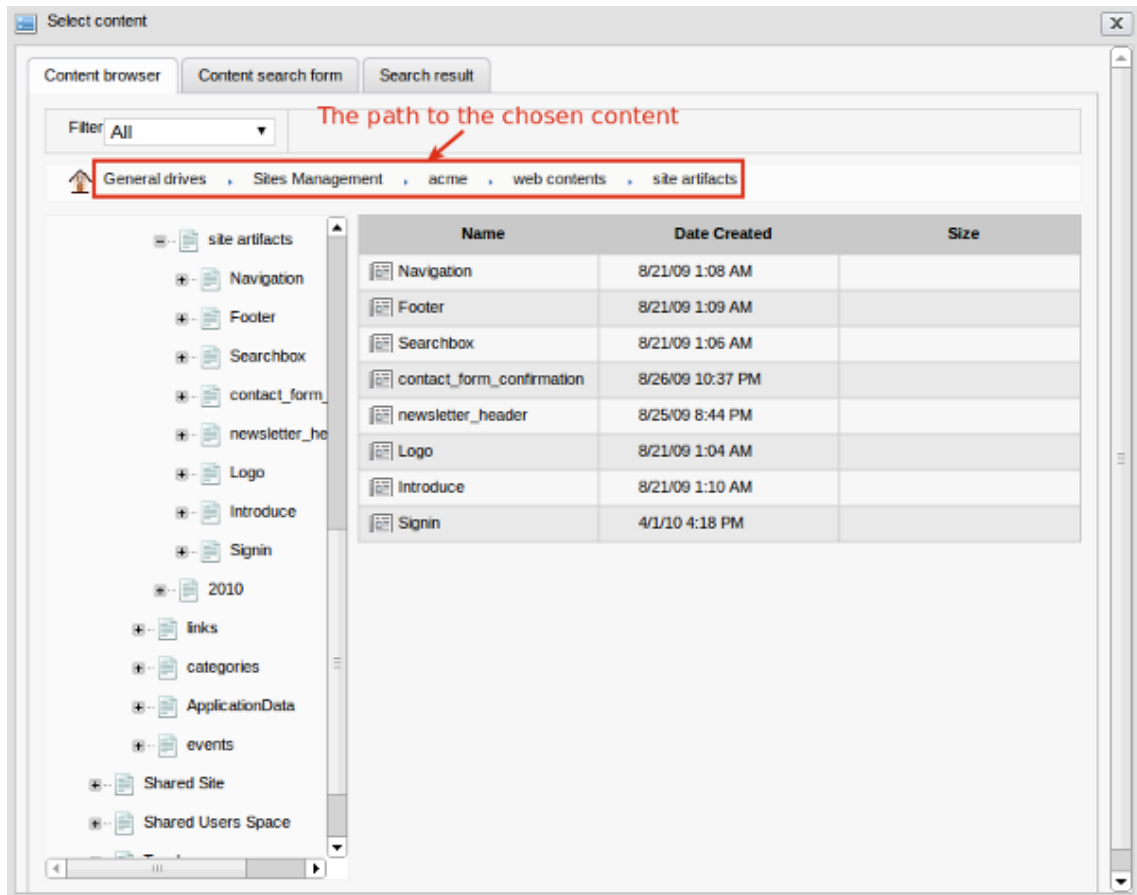 Select content
Content browser Content search form Search result
The path to the chosen content
Filter All
General drives , Sites Management , acme , web contents , site artifacts
site artifacts
Navigation
Footer
Searchbox
contact_form_
newsletter_he
Logo
Introduce
Signin
2010
links
categories
ApplicationData
events
Shared Site
Shared Users Space
Name Date Created Size
Navigation 8/21/09 1:08 AM
Footer 8/21/09 1:09 AM
Searchbox 8/21/09 1:06 AM
contact_form_confirmation 8/26/09 10:37 PM
newsletter_header 8/25/09 8:44 PM
Logo 8/21/09 1:04 AM
Introduce 8/21/09 1:10 AM
Signin 4/1/10 4:18 PM